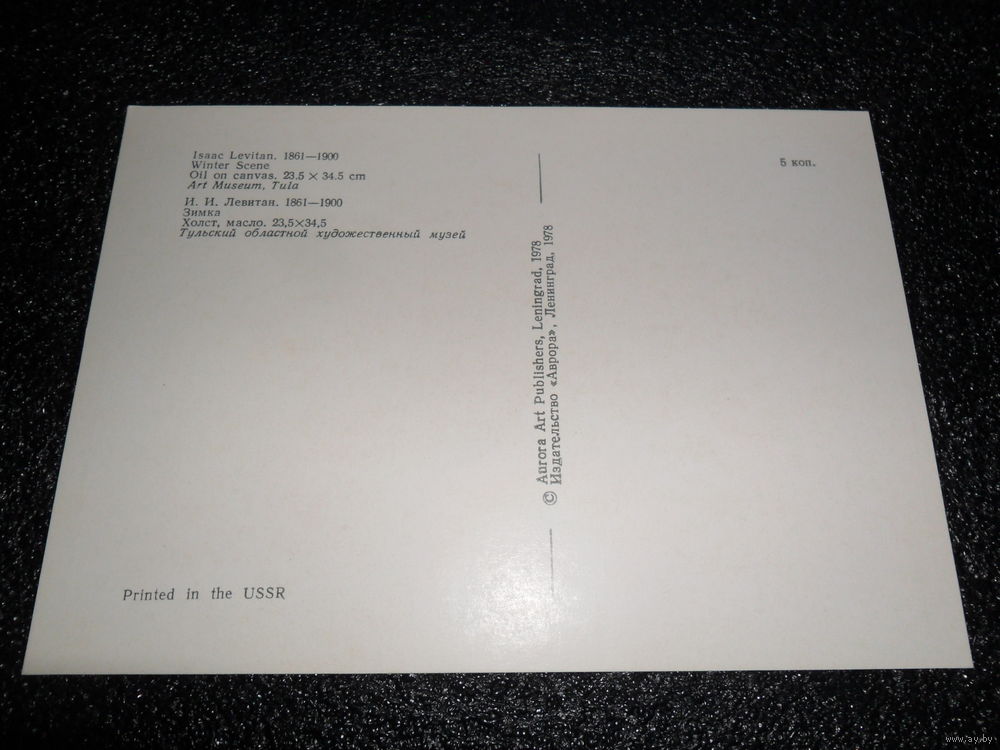 Isaac Levitan. 1861—1900
Winter Scene
Oil on canvas. 23.5 × 34.5 cm
Art Museum, Tula
И. И. Левитан. 1861—1900
Зимка
Холст, масло. 23,5×34,5
Тульский областной художественный музей
5 коп.
© Aurora Art Publishers, Leningrad, 1978
Издательство «Аврора», Ленинград, 1978
Printed in the USSR
www.ay.by